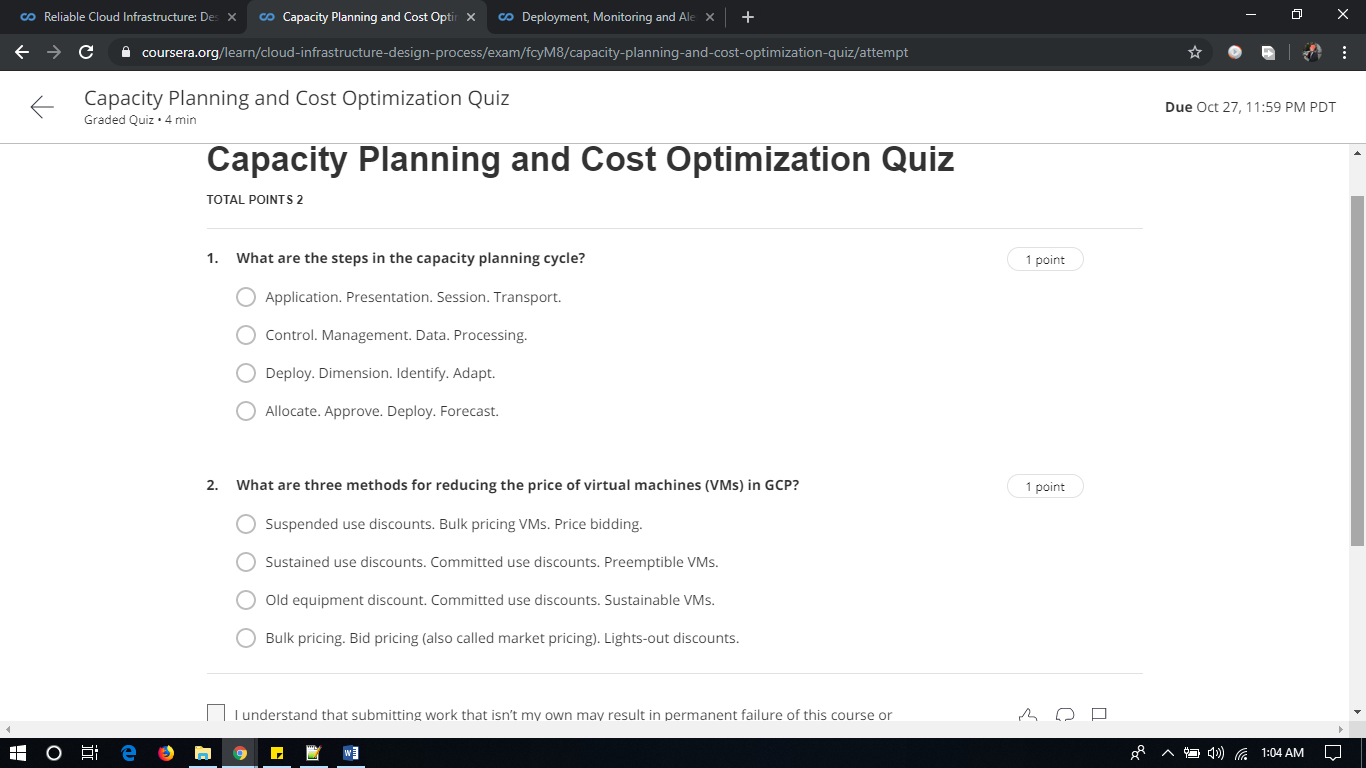 Reliable Cloud Infrastructure: Des
Capacity Planning and Cost Optim
Deployment, Monitoring and Ale
coursera.org/learn/cloud-infrastructure-design-process/exam/fcyM8/capacity-planning-and-cost-optimization-quiz/attempt
Capacity Planning and Cost Optimization Quiz
Graded Quiz • 4 min
Due Oct 27, 11:59 PM PDT
Capacity Planning and Cost Optimization Quiz
TOTAL POINTS 2
1. What are the steps in the capacity planning cycle?
1 point
Application. Presentation. Session. Transport.
Control. Management. Data. Processing.
Deploy. Dimension. Identify. Adapt.
Allocate. Approve. Deploy. Forecast.
2. What are three methods for reducing the price of virtual machines (VMs) in GCP?
1 point
Suspended use discounts. Bulk pricing VMs. Price bidding.
Sustained use discounts. Committed use discounts. Preemptible VMs.
Old equipment discount. Committed use discounts. Sustainable VMs.
Bulk pricing. Bid pricing (also called market pricing). Lights-out discounts.
I understand that submitting work that isn't my own may result in permanent failure of this course or
1:04 AM